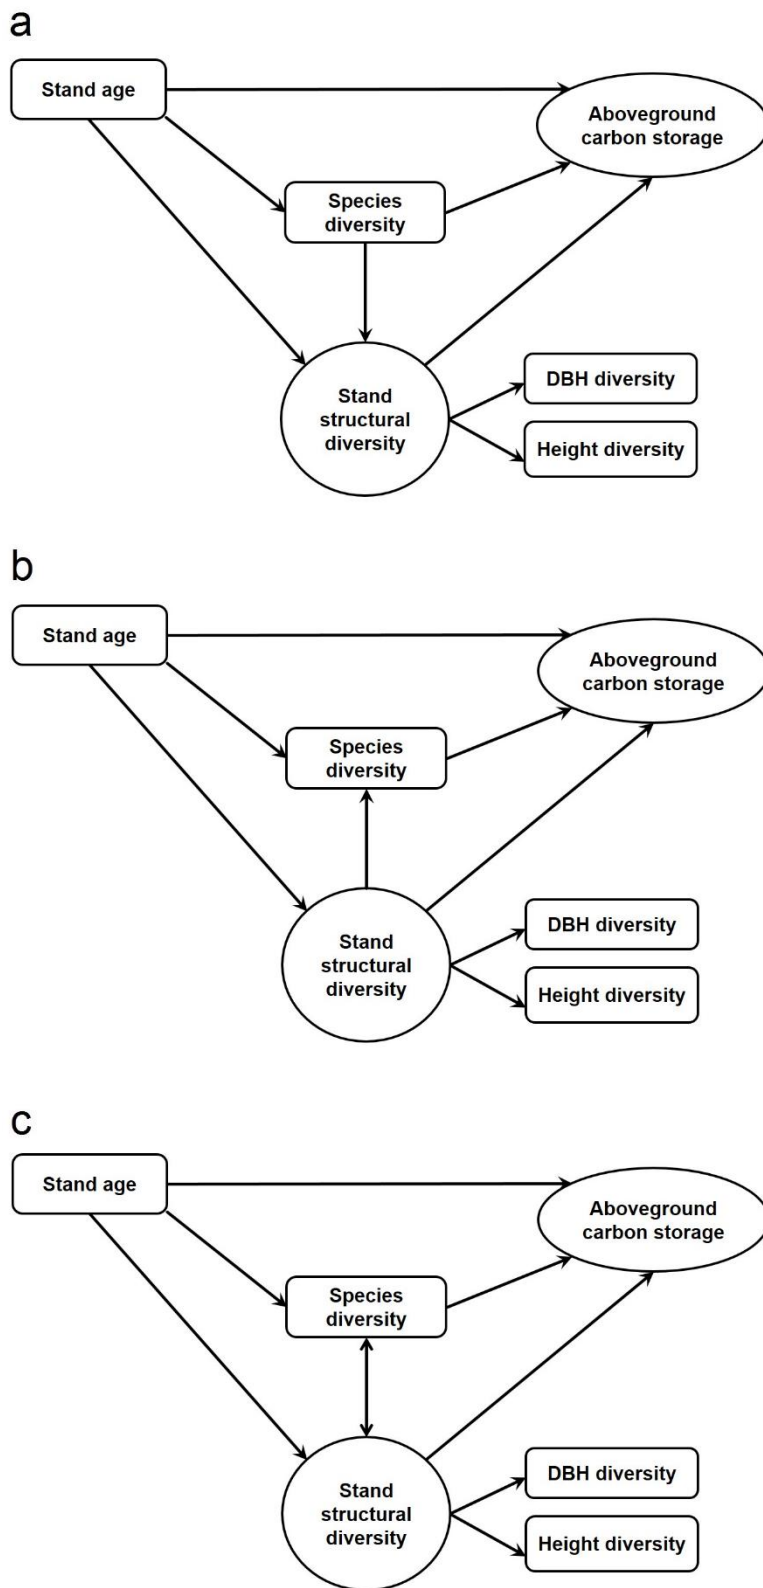 a
Stand age
Aboveground
carbon storage
Species
diversity
Stand
structural
diversity
DBH diversity
Height diversity
b
Stand age
Aboveground
carbon storage
Species
diversity
Stand
structural
diversity
DBH diversity
Height diversity
c
Stand age
Aboveground
carbon storage
Species
diversity
Stand
structural
diversity
DBH diversity
Height diversity